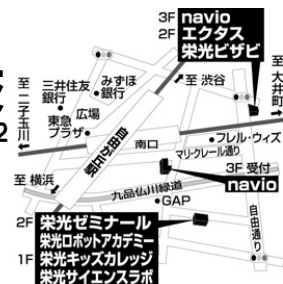 3F navio
2F エクタス
栄光ビザビ
至 渋谷
至 大井町
至 二子玉川
三井住友
銀行
みずほ
銀行
東急
プラザ
広場
自由が丘駅
南口
フレル・ウィズ
マリ・クレール通り
3F 受付
navio
至 横浜
九品仏川緑道
GAP
自由通り
2F 栄光ゼミナール
栄光ロボットアカデミー
1F 栄光キッズカレッジ
栄光サイエンスラボ
2